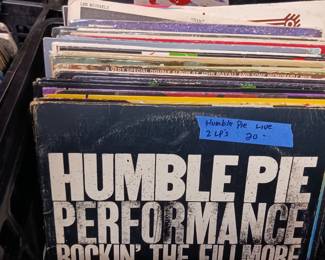 Humble Pie Live
2 LP's 20 -
HUMBLE PIE
PERFORMANCE
ROCKIN' THE FILLMORE